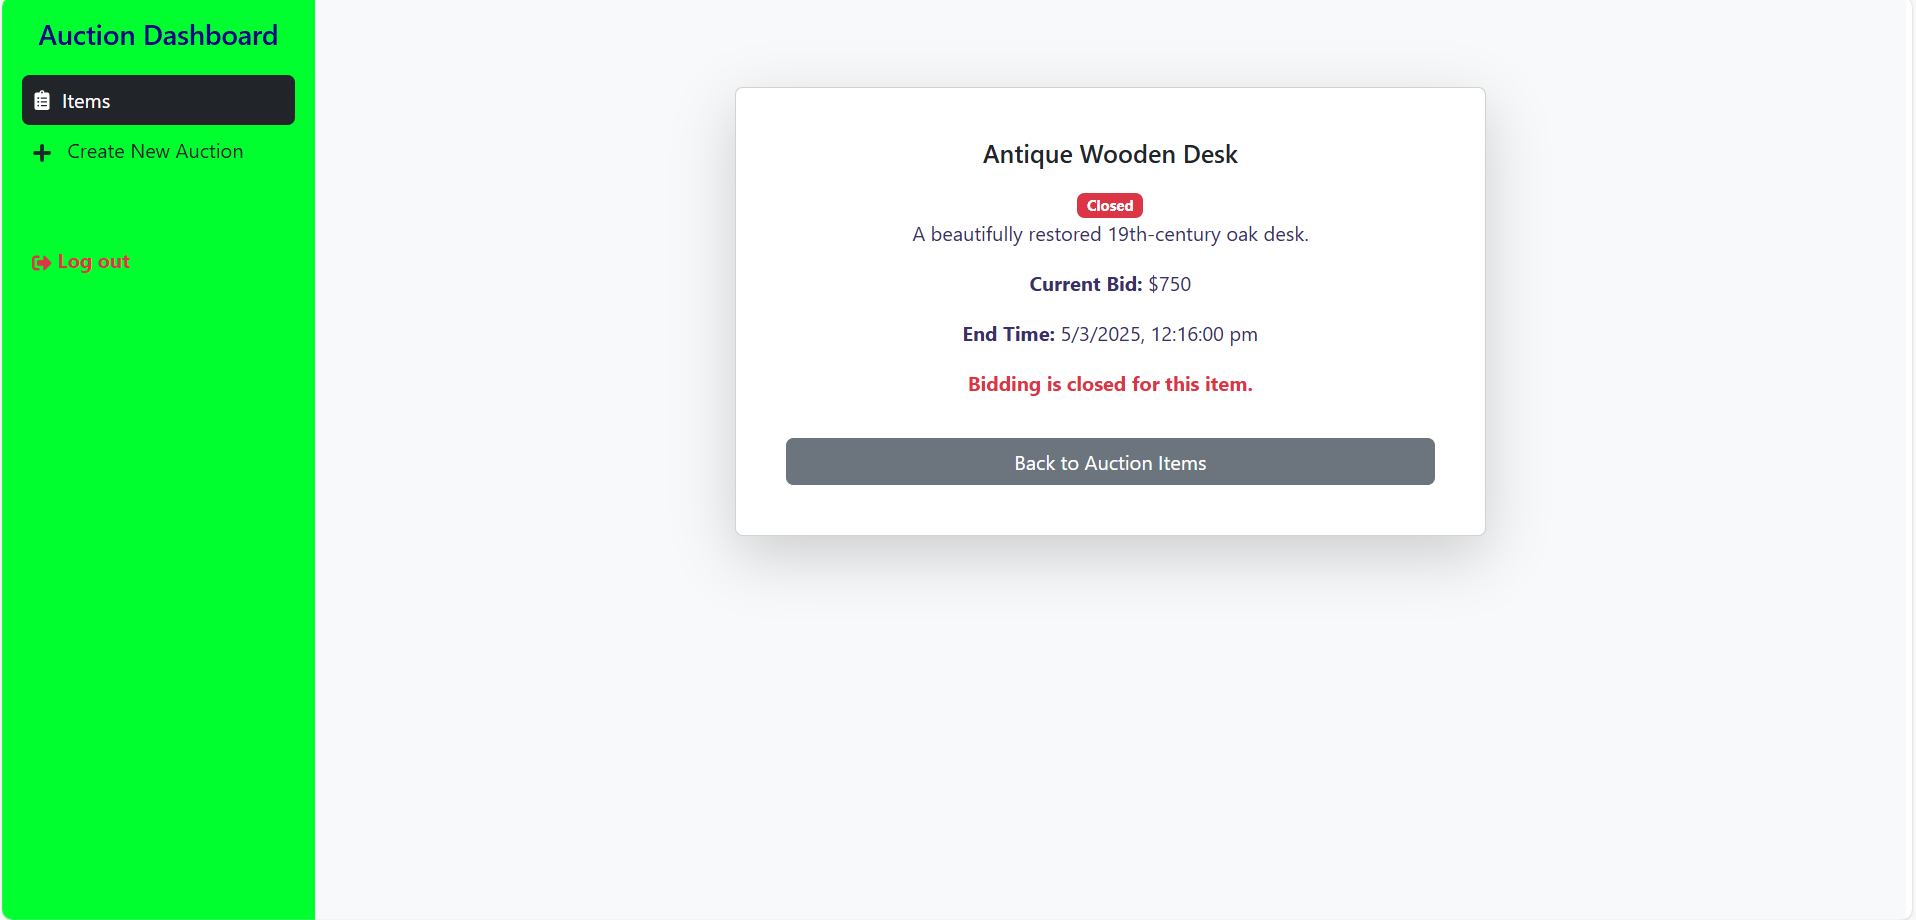 Auction Dashboard
Items
Create New Auction
Log out
Antique Wooden Desk
Closed
A beautifully restored 19th-century oak desk.
Current Bid: $750
End Time: 5/3/2025, 12:16:00 pm
Bidding is closed for this item.
Back to Auction Items